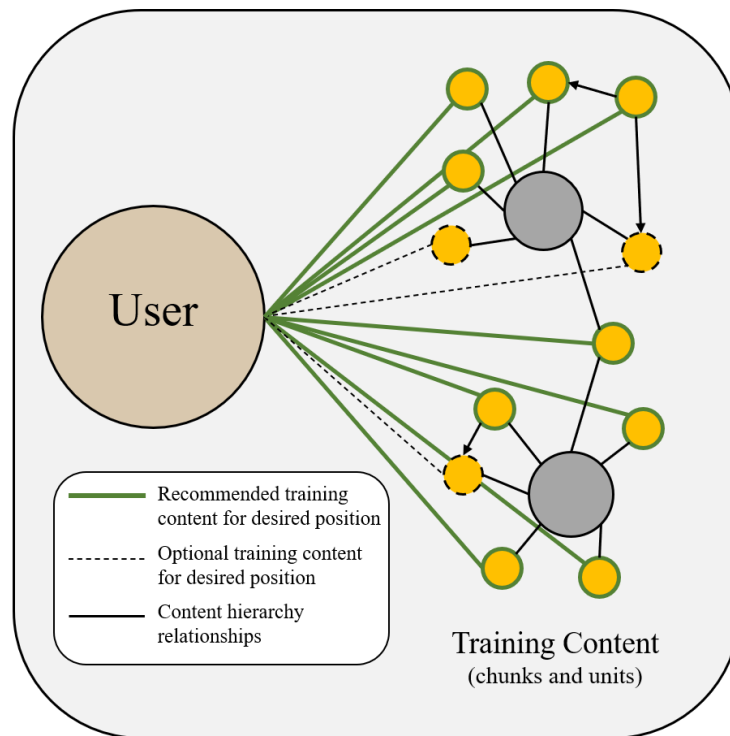 User
Recommended training
content for desired position
Optional training content
for desired position
Content hierarchy
relationships
Training Content
(chunks and units)